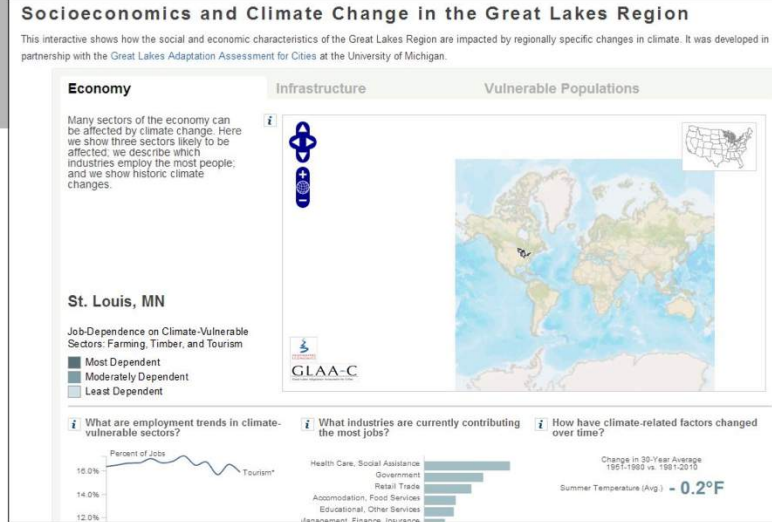 Socioeconomics and Climate Change in the Great Lakes Region
This interactive shows how the social and economic characteristics of the Great Lakes Region are impacted by regionally specific changes in climate. It was developed in
partnership with the Great Lakes Adaptation Assessment for Cities at the University of Michigan.
Economy
Infrastructure
Vulnerable Populations
Many sectors of the economy can
be affected by climate change. Here
we show three sectors likely to be
affected; we describe which
industries employ the most people;
and we show historic climate
changes.
i
St. Louis, MN
Job-Dependence on Climate-Vulnerable
Sectors: Farming, Timber, and Tourism
Most Dependent
Moderately Dependent
Least Dependent
GLAA-C
i What are employment trends in climate-
vulnerable sectors?
Percent of Jobs
16.0%
14.0%
12.0%
Tourism*
i What industries are currently contributing
the most jobs?
Health Care, Social Assistance
Government
Retail Trade
Accomodation, Food Services
Educational, Other Services
Management, Finance, Insurance
i How have climate-related factors changed
over time?
Change in 30-Year Average
1951-1980 vs. 1981-2010
Summer Temperature (Avg.) - 0.2°F